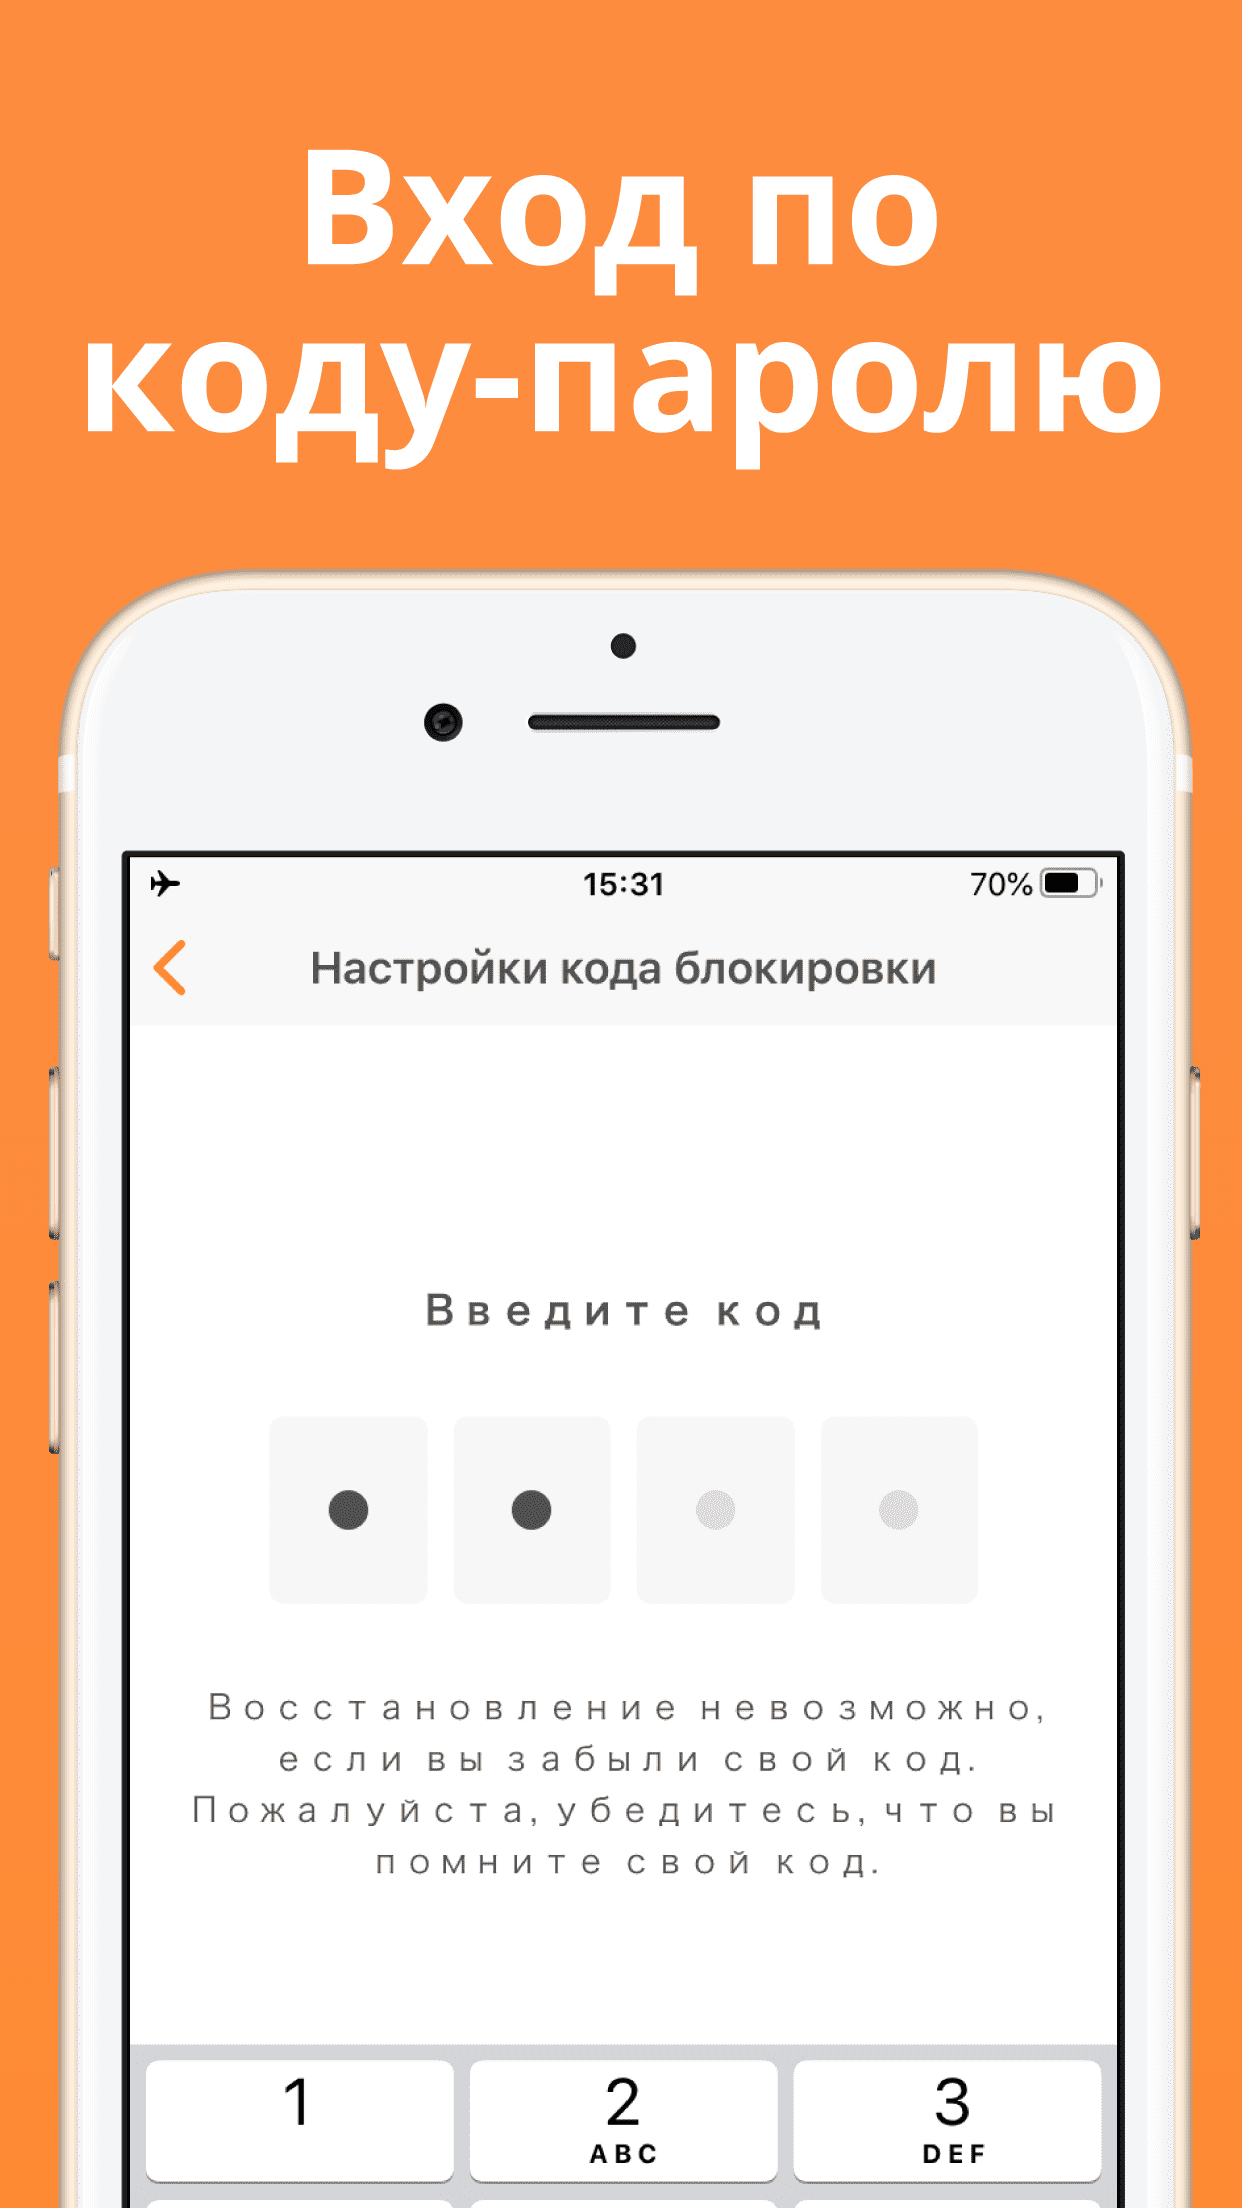 Вход по
коду-паролю
15:31
70%
Настройки кода блокировки
Введите код
Восстановление невозможно,
если вы забыли свой код.
Пожалуйста, убедитесь, что вы
помните свой код.
1
2
3
ABC
DEF